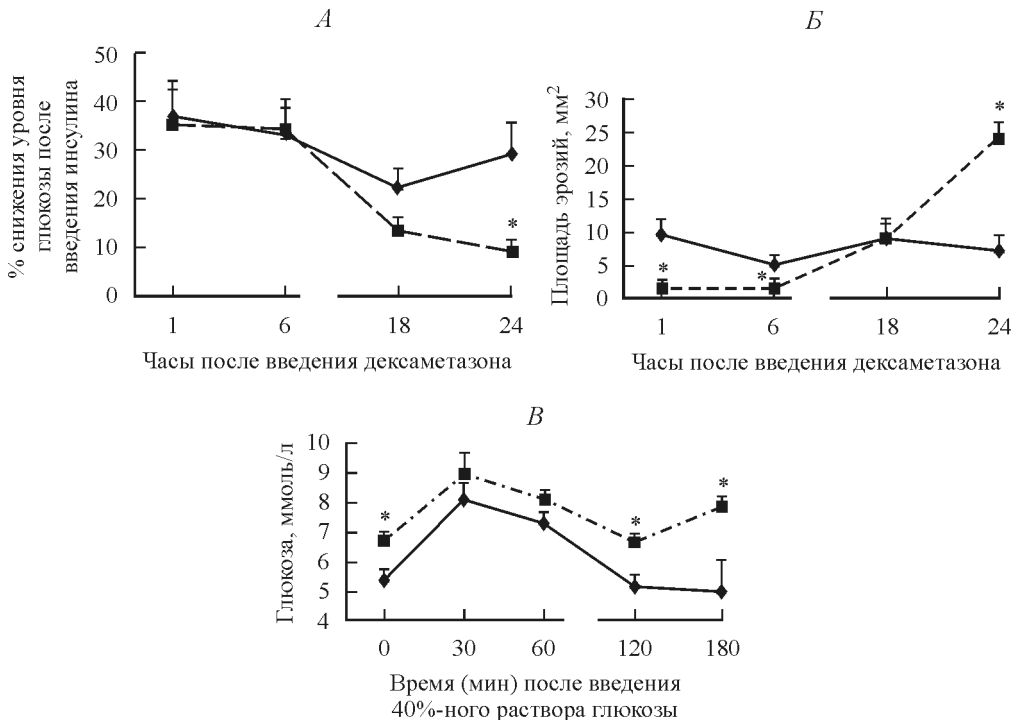 А
% снижения уровня
глюкозы после
введения инсулина
50
40
30
20
10
0
*
1 6 18 24
Часы после введения дексаметазона
Б
Площадь эрозий, мм2
30
25
20
15
10
5
0
*
*
*
1 6 18 24
Часы после введения дексаметазона
В
Глюкоза, ммоль/л
10
9
8
7
6
5
4
*
*
*
0 30 60 120 180
Время (мин) после введения
40%-ного раствора глюкозы